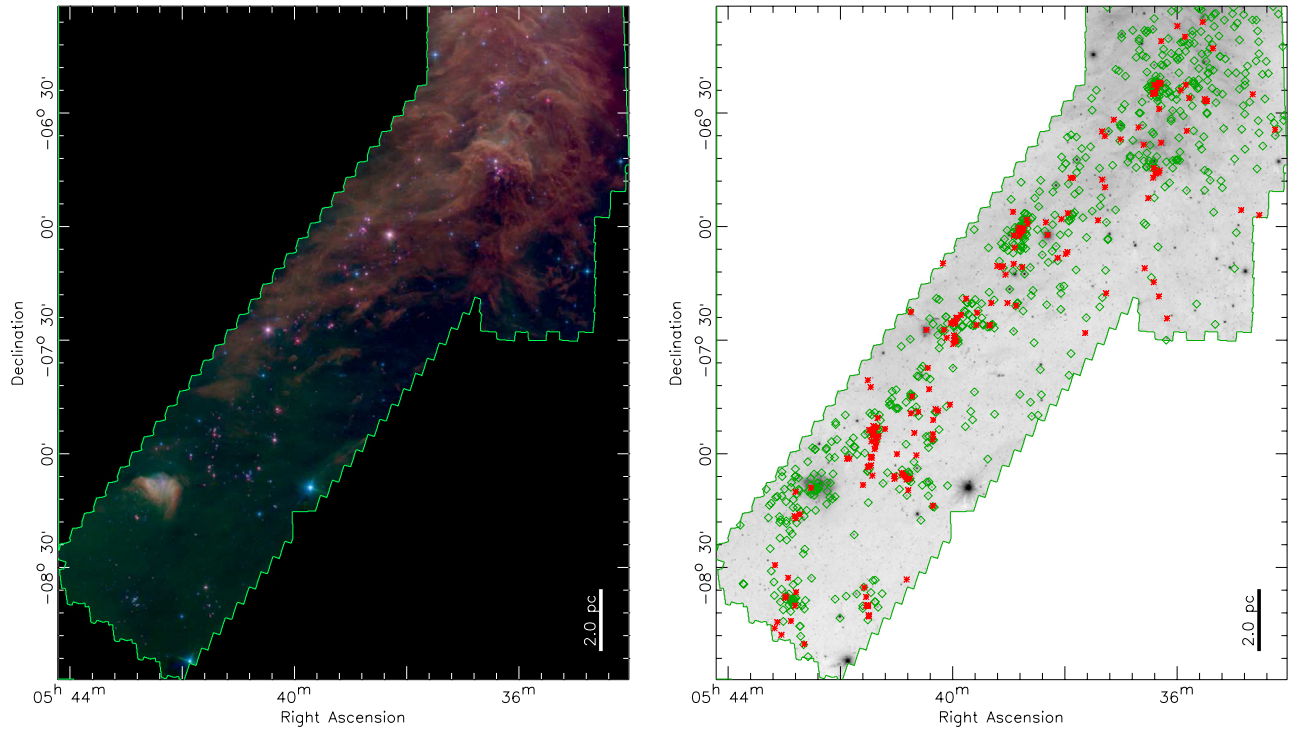 30'
−06°
00'
30'
−07°
00'
30'
−08°
Declination
2.0 pc
05ʰ 44ᵐ
40ᵐ
36ᵐ
Right Ascension
30'
−06°
00'
30'
−07°
00'
30'
−08°
Declination
2.0 pc
05ʰ 44ᵐ
40ᵐ
36ᵐ
Right Ascension